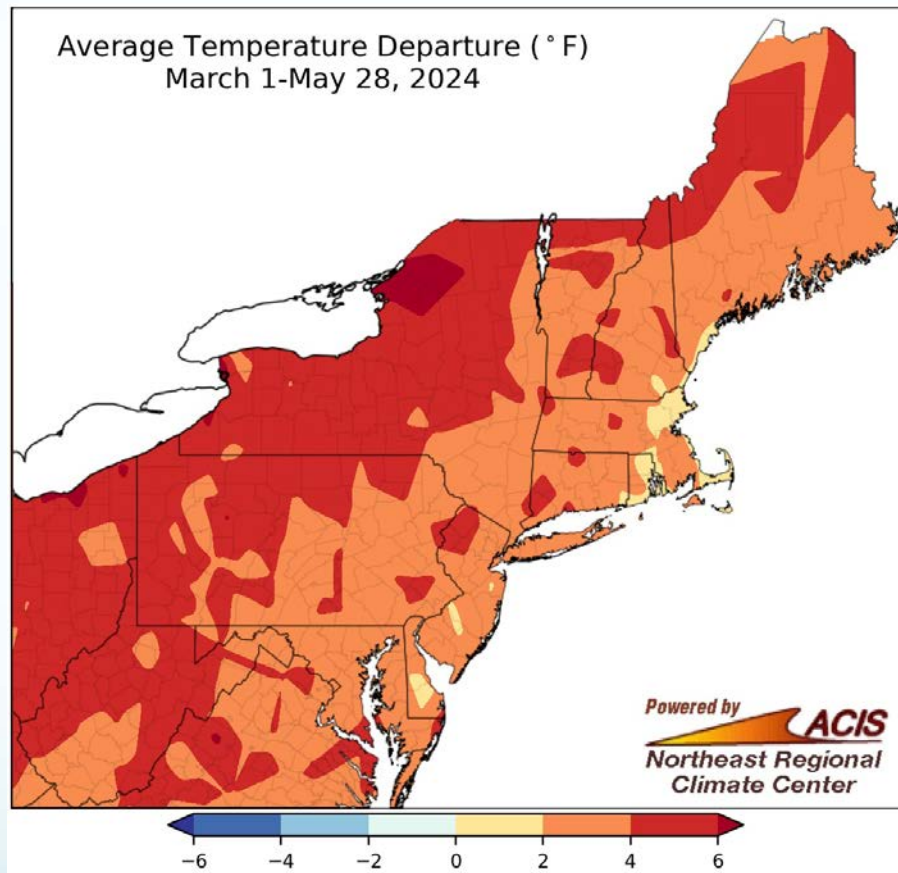 Average Temperature Departure (°F)
March 1-May 28, 2024
Powered by
ACIS
Northeast Regional
Climate Center
−6 −4 −2 0 2 4 6